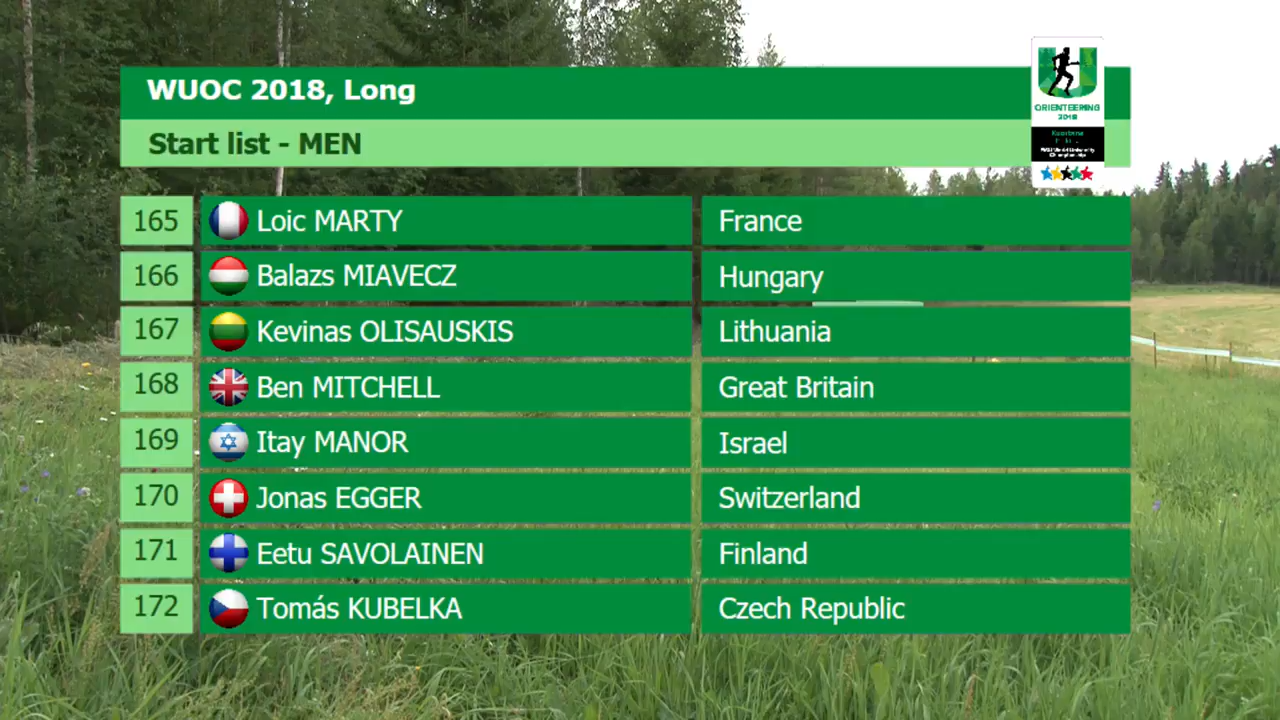 WUOC 2018, Long
Start list - MEN
ORIENTEERING
2018
165 Loic MARTY France
166 Balazs MIAVECZ Hungary
167 Kevinas OLISAUSKIS Lithuania
168 Ben MITCHELL Great Britain
169 Itay MANOR Israel
170 Jonas EGGER Switzerland
171 Eetu SAVOLAINEN Finland
172 Tomás KUBELKA Czech Republic